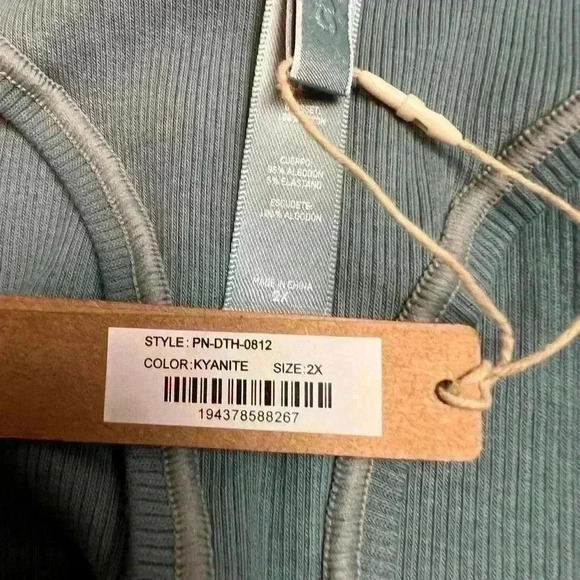 CUERPO:
95% ALGODON
5% ELASTANO
ESCUDETE:
100% ALGODON
MADE IN CHINA
2X
STYLE: PN-DTH-0812
COLOR:KYANITE SIZE:2X
194378588267